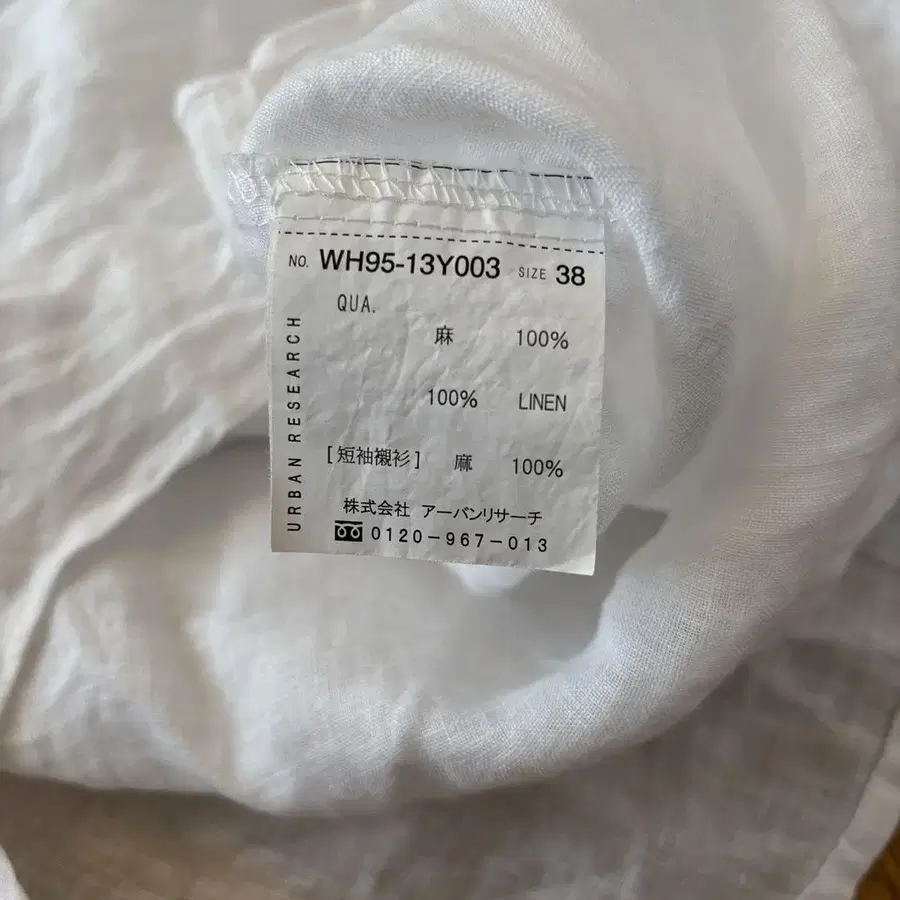 NO. WH95-13Y003 SIZE 38
QUA.
麻 100%
100% LINEN
[短袖襯衫] 麻 100%
株式会社 アーバンリサーチ
0120-967-013
URBAN RESEARCH